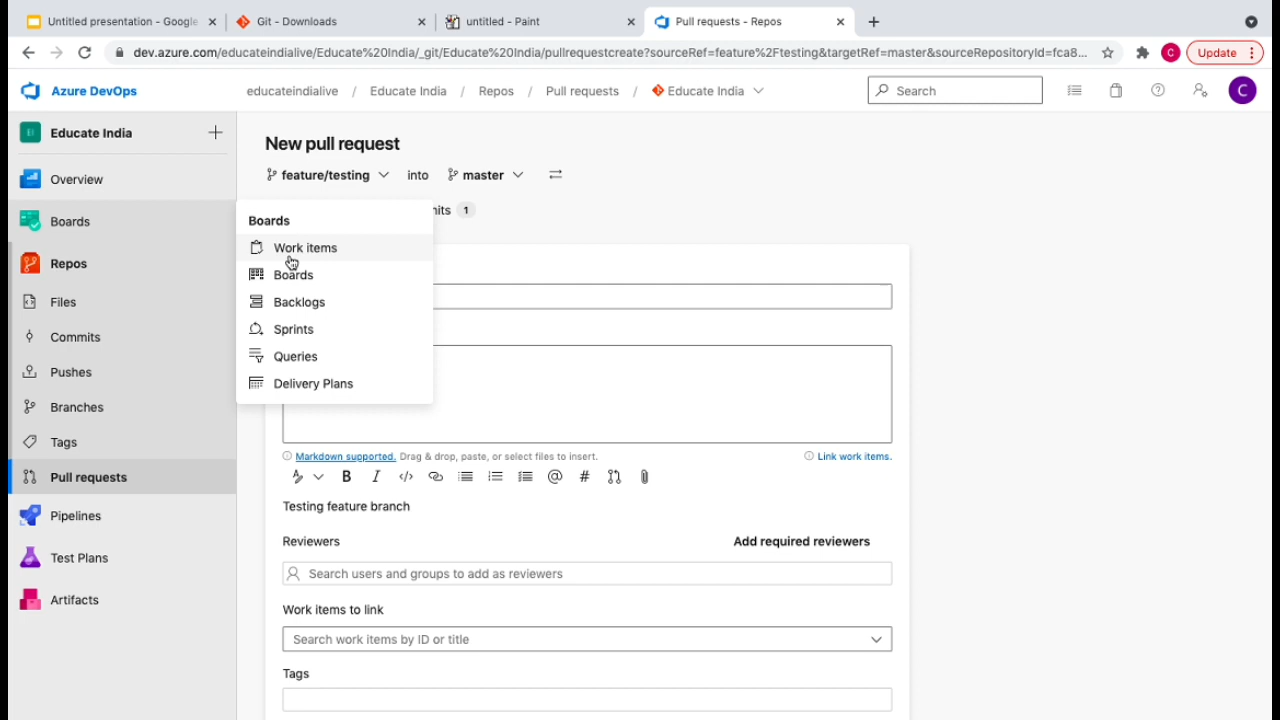 Untitled presentation - Google
Git - Downloads
untitled - Paint
Pull requests - Repos
dev.azure.com/educateindialive/Educate%20India/_git/Educate%20India/pullrequestcreate?sourceRef=feature%2Ftesting&targetRef=master&sourceRepositoryId=fca8...
C
Update
Azure DevOps
educateindialive / Educate India / Repos / Pull requests / Educate India
Search
C
Educate India
New pull request
Overview
feature/testing into master
Boards
Boards
its 1
Work items
Repos
Boards
Files
Backlogs
Sprints
Commits
Queries
Pushes
Delivery Plans
Branches
Tags
Markdown supported. Drag & drop, paste, or select files to insert.
Link work items.
Pull requests
Testing feature branch
Pipelines
Reviewers
Add required reviewers
Test Plans
Search users and groups to add as reviewers
Artifacts
Work items to link
Search work items by ID or title
Tags